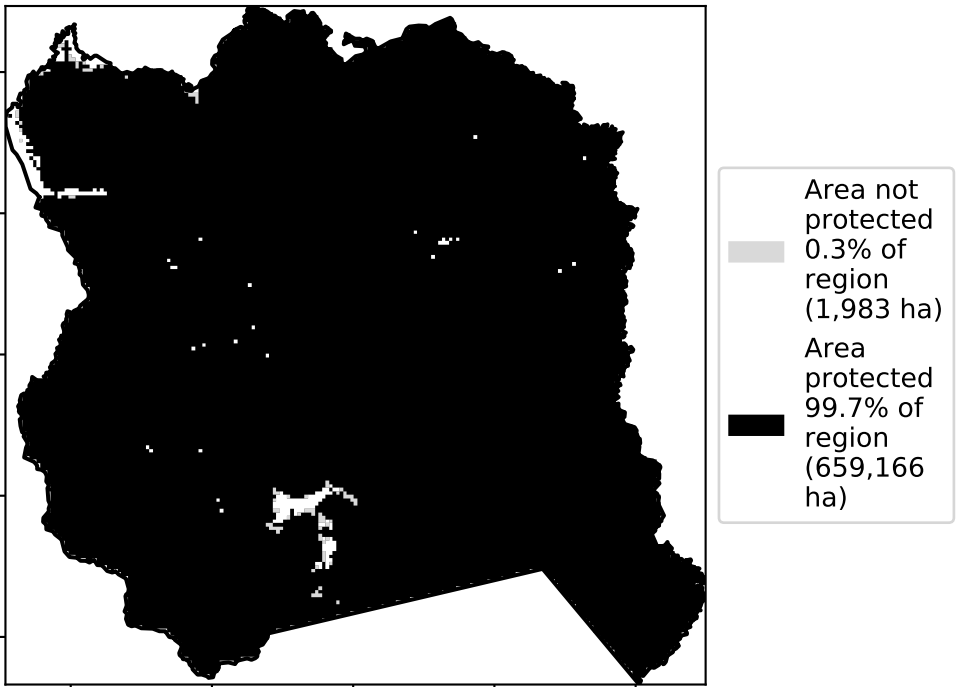 Area not
protected
0.3% of
region
(1,983 ha)
Area
protected
99.7% of
region
(659,166
ha)